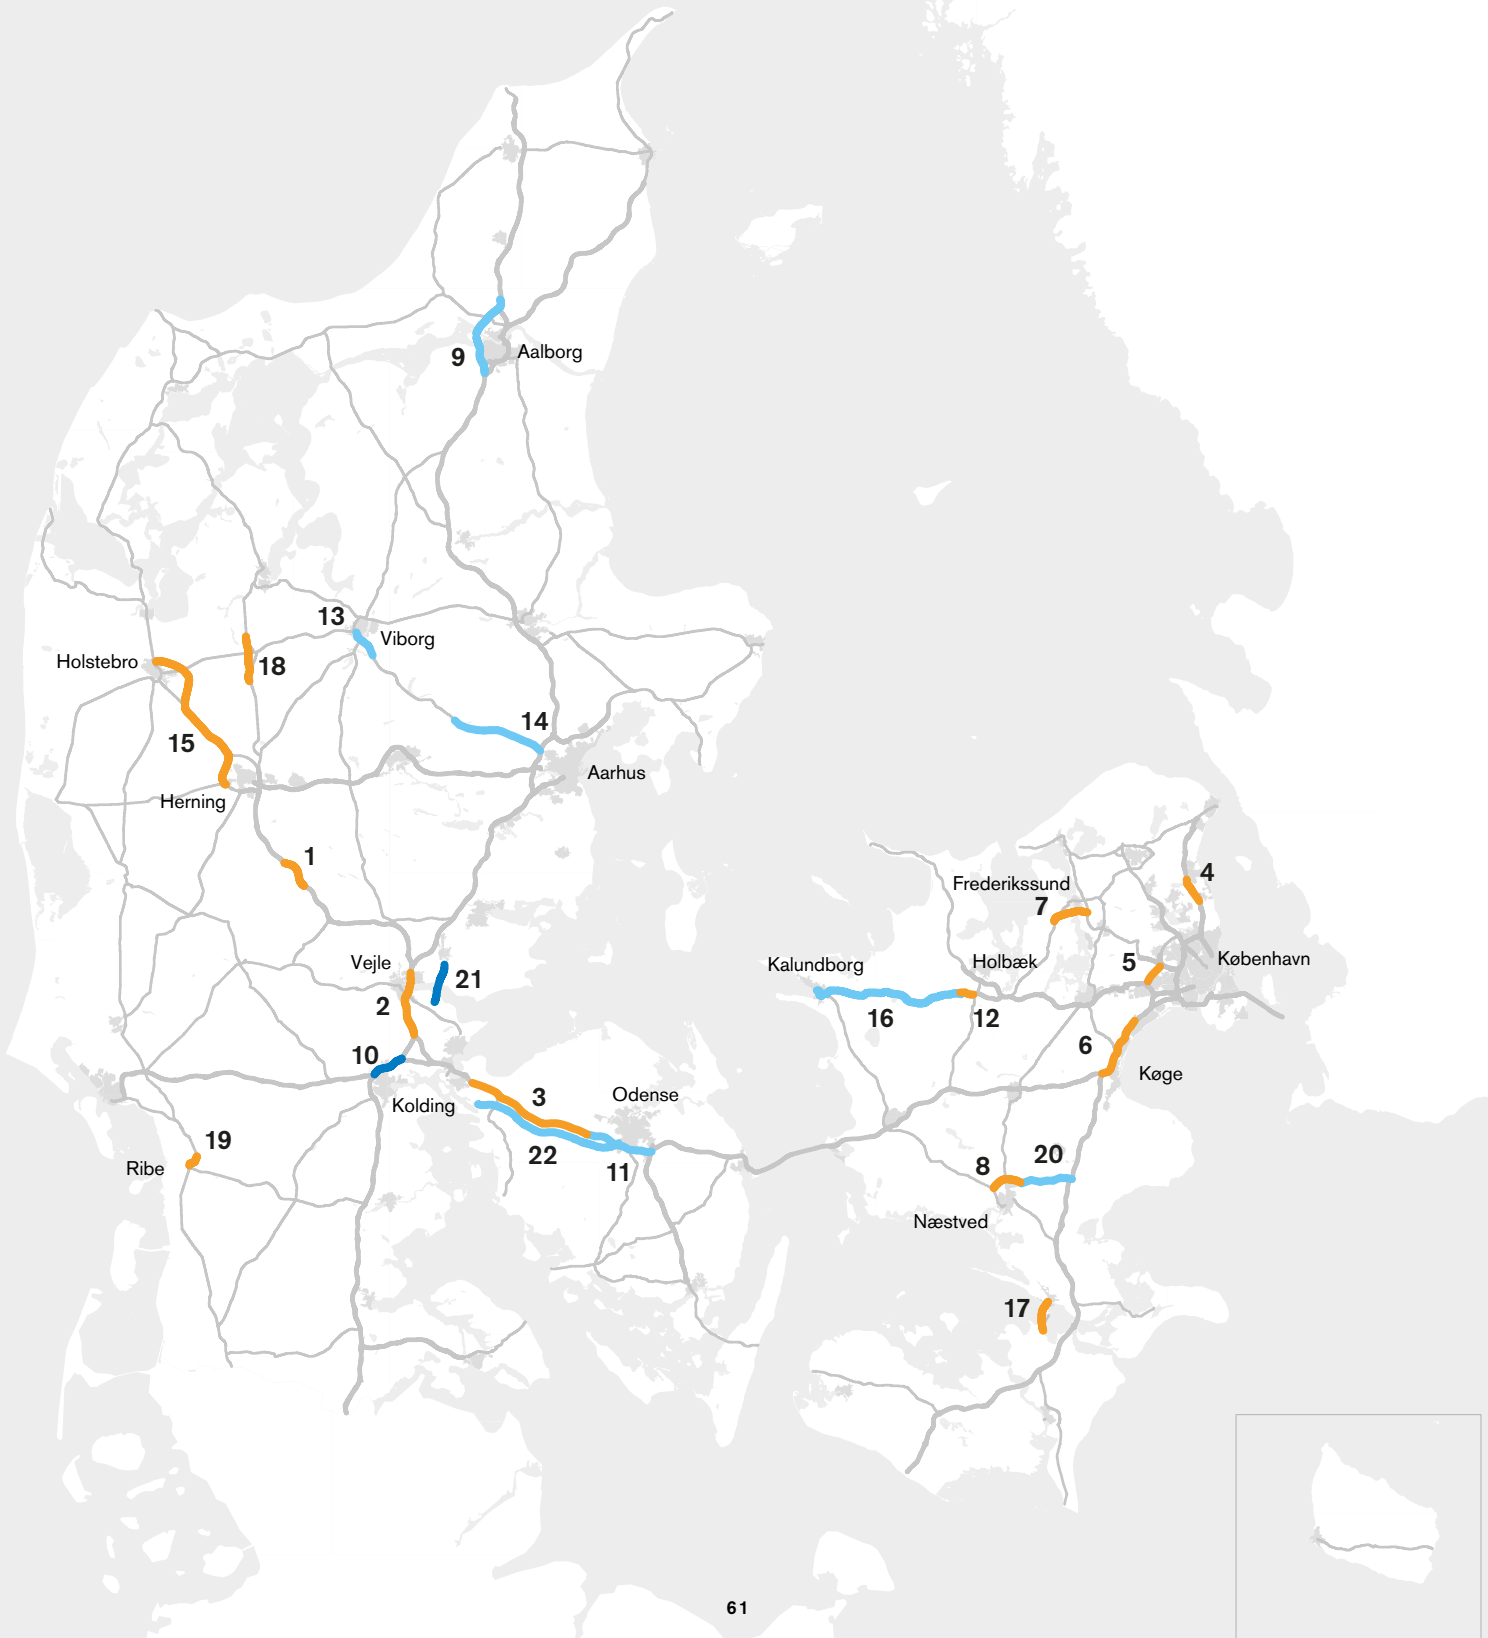 9
Aalborg
13
Viborg
Holstebro
18
14
15
Aarhus
Herning
1
4
Frederikssund
7
Vejle
21
Kalundborg
Holbæk
5
København
2
16
12
10
6
Køge
3
Odense
Kolding
19
22
20
Ribe
11
8
Næstved
17
61